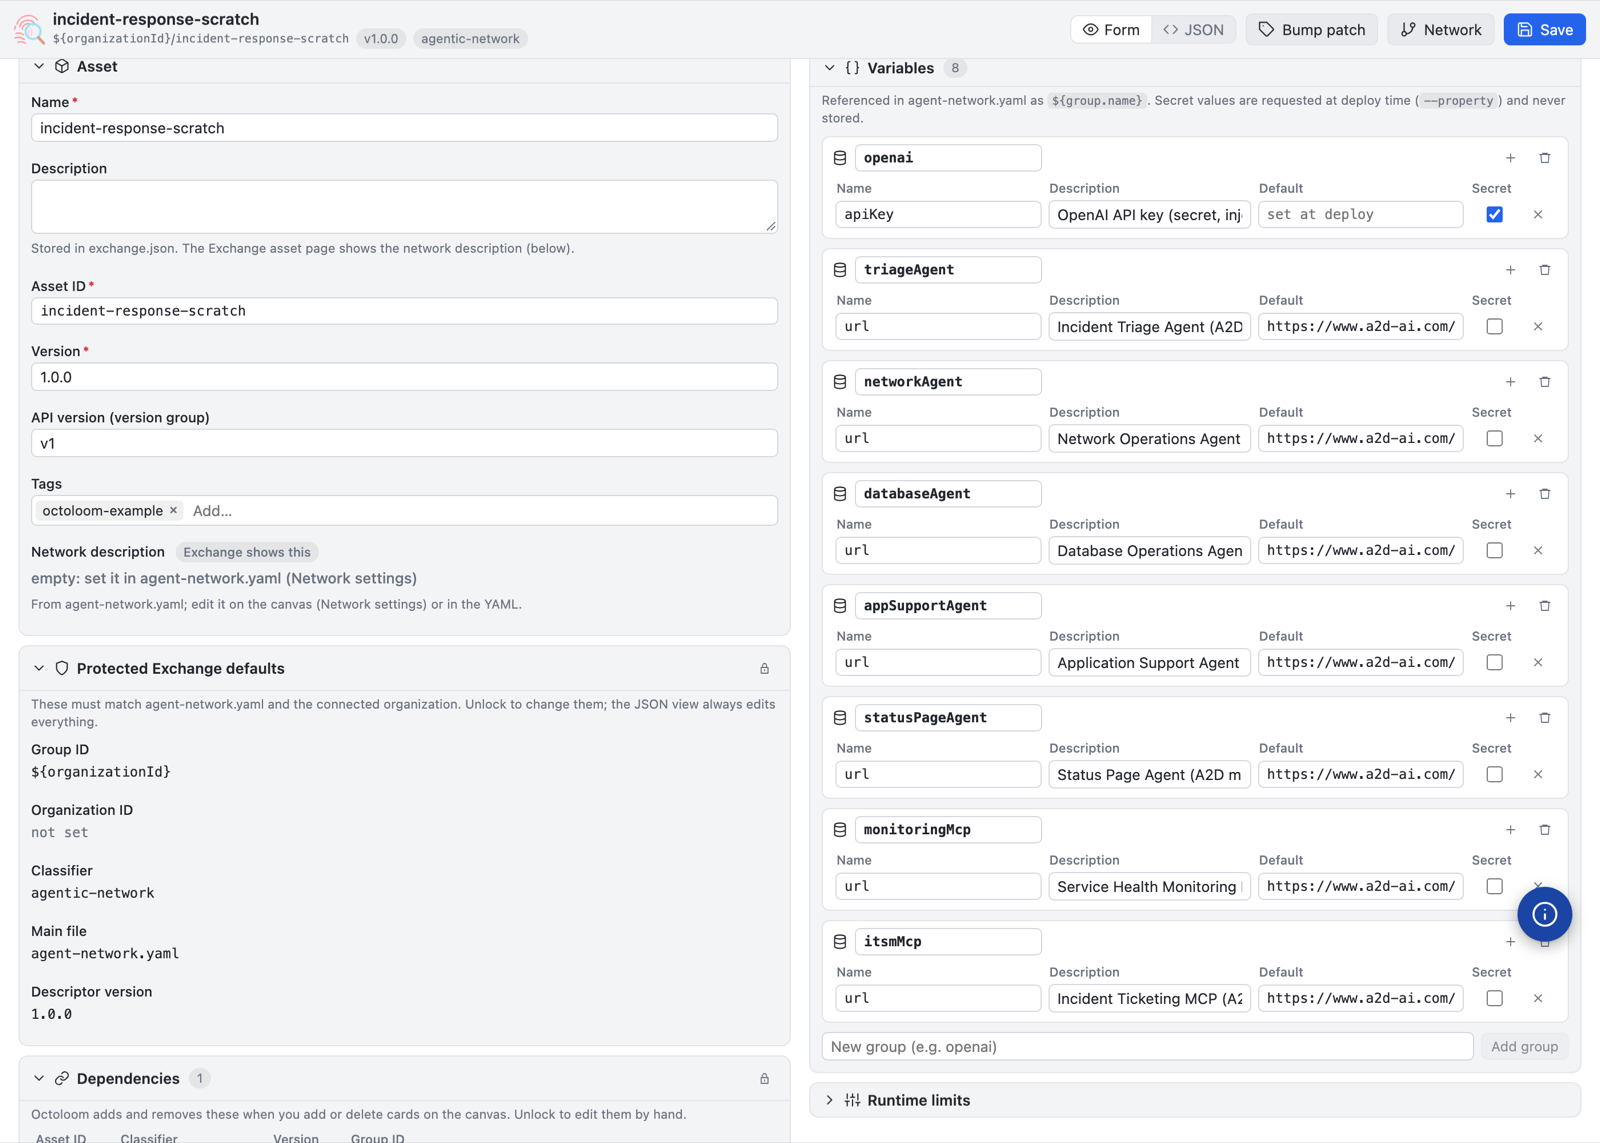 incident-response-scratch
${organizationId}/incident-response-scratch
v1.0.0
agentic-network
Form
JSON
Bump patch
Network
Save
Asset
Name*
incident-response-scratch
Description
Stored in exchange.json. The Exchange asset page shows the network description (below).
Asset ID*
incident-response-scratch
Version*
1.0.0
API version (version group)
v1
Tags
octoloom-example ×
Add...
Network description
Exchange shows this
empty: set it in agent-network.yaml (Network settings)
From agent-network.yaml; edit it on the canvas (Network settings) or in the YAML.
Protected Exchange defaults
These must match agent-network.yaml and the connected organization. Unlock to change them; the JSON view always edits
everything.
Group ID
${organizationId}
Organization ID
not set
Classifier
agentic-network
Main file
agent-network.yaml
Descriptor version
1.0.0
Dependencies 1
Octoloom adds and removes these when you add or delete cards on the canvas. Unlock to edit them by hand.
Asset ID Classifier Version Group ID
{} Variables 8
Referenced in agent-network.yaml as ${group.name} . Secret values are requested at deploy time ( --property ) and never
stored.
openai
Name Description Default Secret
apiKey OpenAI API key (secret, inj set at deploy
triageAgent
Name Description Default Secret
url Incident Triage Agent (A2D https://www.a2d-ai.com/
networkAgent
Name Description Default Secret
url Network Operations Agent https://www.a2d-ai.com/
databaseAgent
Name Description Default Secret
url Database Operations Agen https://www.a2d-ai.com/
appSupportAgent
Name Description Default Secret
url Application Support Agent https://www.a2d-ai.com/
statusPageAgent
Name Description Default Secret
url Status Page Agent (A2D m https://www.a2d-ai.com/
monitoringMcp
Name Description Default Secret
url Service Health Monitoring https://www.a2d-ai.com/
itsmMcp
Name Description Default Secret
url Incident Ticketing MCP (A2 https://www.a2d-ai.com/
New group (e.g. openai)
Add group
Runtime limits